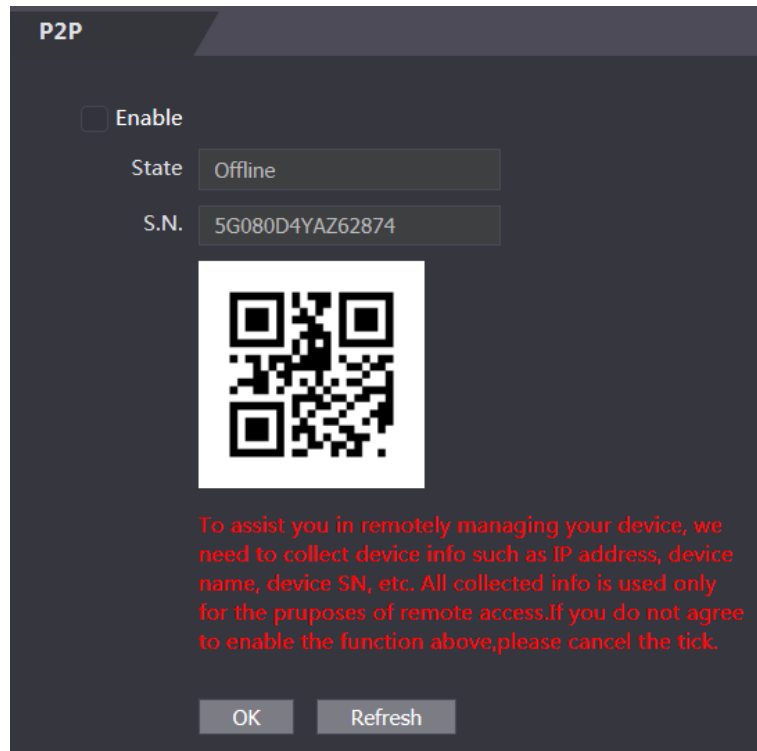 P2P
Enable
State Offline
S.N. 5G080D4YAZ62874
To assist you in remotely managing your device, we
need to collect device info such as IP address, device
name, device SN, etc. All collected info is used only
for the pruposes of remote access.If you do not agree
to enable the function above,please cancel the tick.
OK Refresh